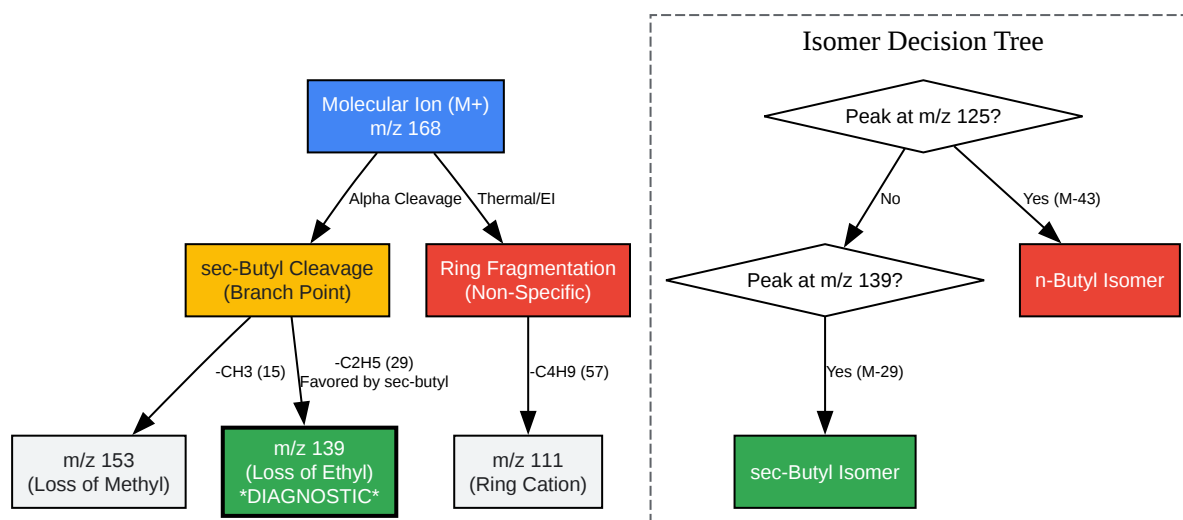 Molecular Ion (M+)
m/z 168
Alpha Cleavage
Thermal/EI
sec-Butyl Cleavage
(Branch Point)
Ring Fragmentation
(Non-Specific)
-CH3 (15)
-C2H5 (29)
Favored by sec-butyl
-C4H9 (57)
m/z 153
(Loss of Methyl)
m/z 139
(Loss of Ethyl)
*DIAGNOSTIC*
m/z 111
(Ring Cation)
Isomer Decision Tree
Peak at m/z 125?
No
Yes (M-43)
Peak at m/z 139?
n-Butyl Isomer
Yes (M-29)
sec-Butyl Isomer